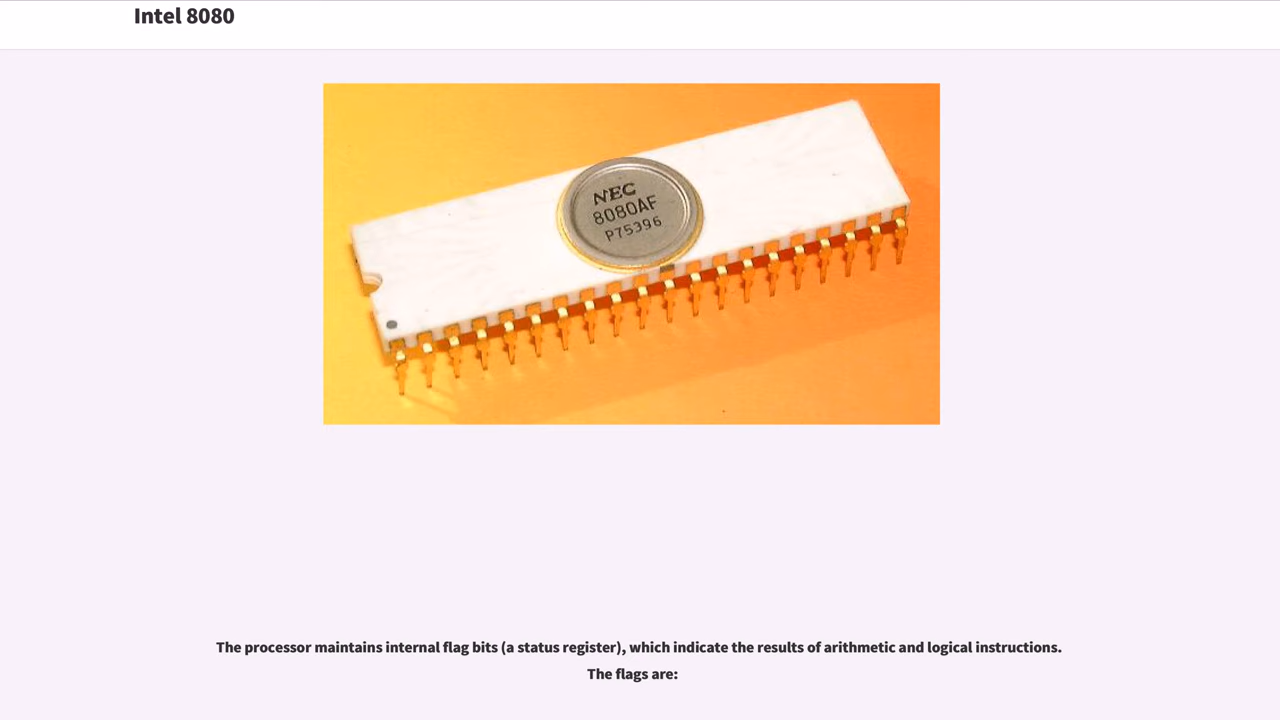 Intel 8080
NEC
8080AF
P75396
The processor maintains internal flag bits (a status register), which indicate the results of arithmetic and logical instructions.
The flags are: